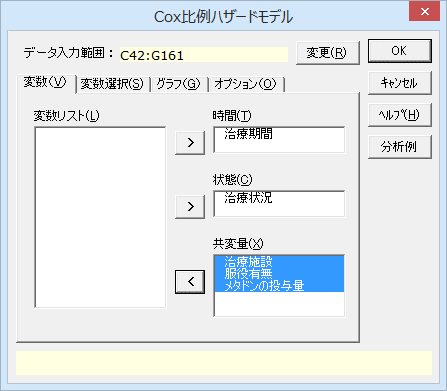 Cox比例ハザードモデル
データ入力範囲：
C42:G161
変更(R)
OK
変数(V)
変数選択(S)
グラフ(G)
オプション(O)
キャンセル
変数リスト(L)
時間(T)
ヘルプ(H)
>
治療期間
分析例
状態(C)
>
治療状況
共変量(X)
治療施設
服役有無
<
メタドンの投与量